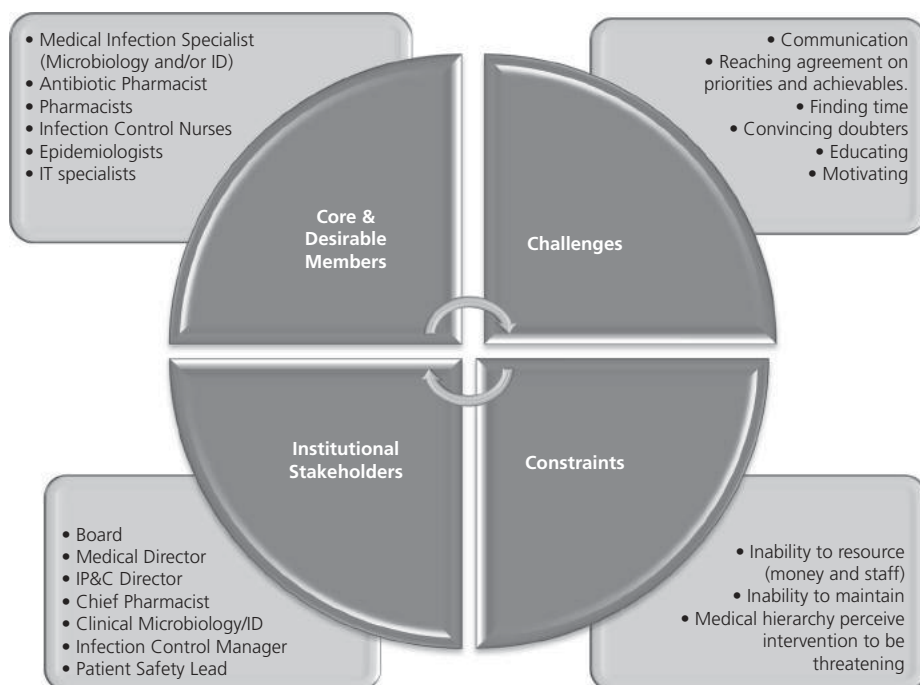 • Medical Infection Specialist
(Microbiology and/or ID)
• Antibiotic Pharmacist
• Pharmacists
• Infection Control Nurses
• Epidemiologists
• IT specialists
• Communication
• Reaching agreement on
priorities and achievables.
• Finding time
• Convincing doubters
• Educating
• Motivating
Core &
Desirable
Members
Challenges
Institutional
Stakeholders
Constraints
• Board
• Medical Director
• IP&C Director
• Chief Pharmacist
• Clinical Microbiology/ID
• Infection Control Manager
• Patient Safety Lead
• Inability to resource
(money and staff)
• Inability to maintain
• Medical hierarchy perceive
intervention to be
threatening